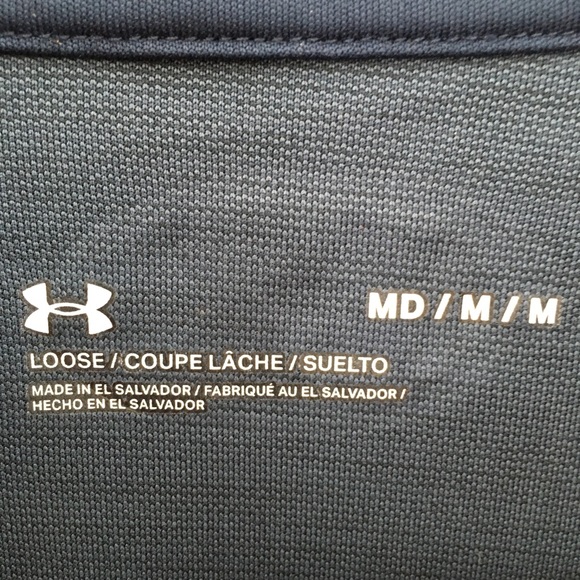 MD / M / M
LOOSE / COUPE LÂCHE / SUELTO
MADE IN EL SALVADOR / FABRIQUÉ AU EL SALVADOR /
HECHO EN EL SALVADOR